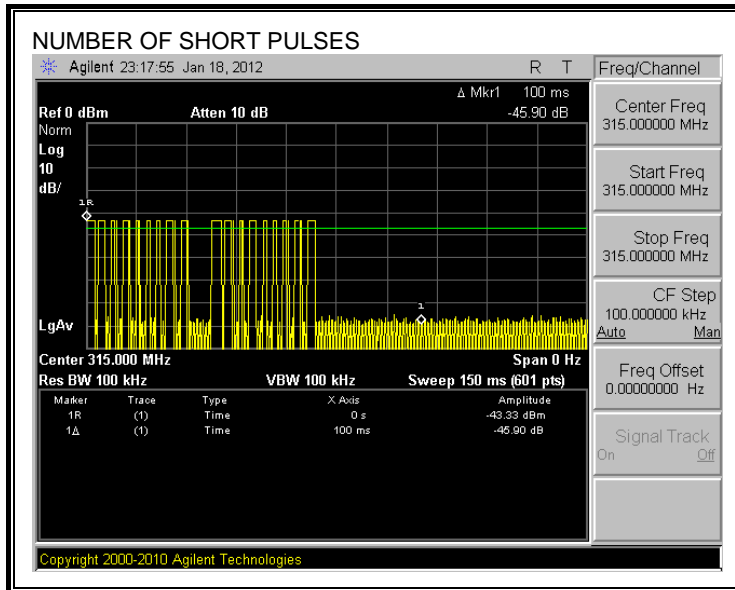 NUMBER OF SHORT PULSES
Agilent 23:17:55 Jan 18, 2012 R T
Freq/Channel
Δ Mkr1 100 ms
Ref 0 dBm Atten 10 dB -45.90 dB
Norm
Log
10
dB/
1R
1
LgAv
Center 315.000 MHz Span 0 Hz
Res BW 100 kHz VBW 100 kHz Sweep 150 ms (601 pts)
Marker Trace Type X Axis Amplitude
1R (1) Time 0 s -43.33 dBm
1Δ (1) Time 100 ms -45.90 dB
Center Freq
315.000000 MHz
Start Freq
315.000000 MHz
Stop Freq
315.000000 MHz
CF Step
100.000000 kHz
Auto Man
Freq Offset
0.00000000 Hz
Signal Track
On Off
Copyright 2000-2010 Agilent Technologies